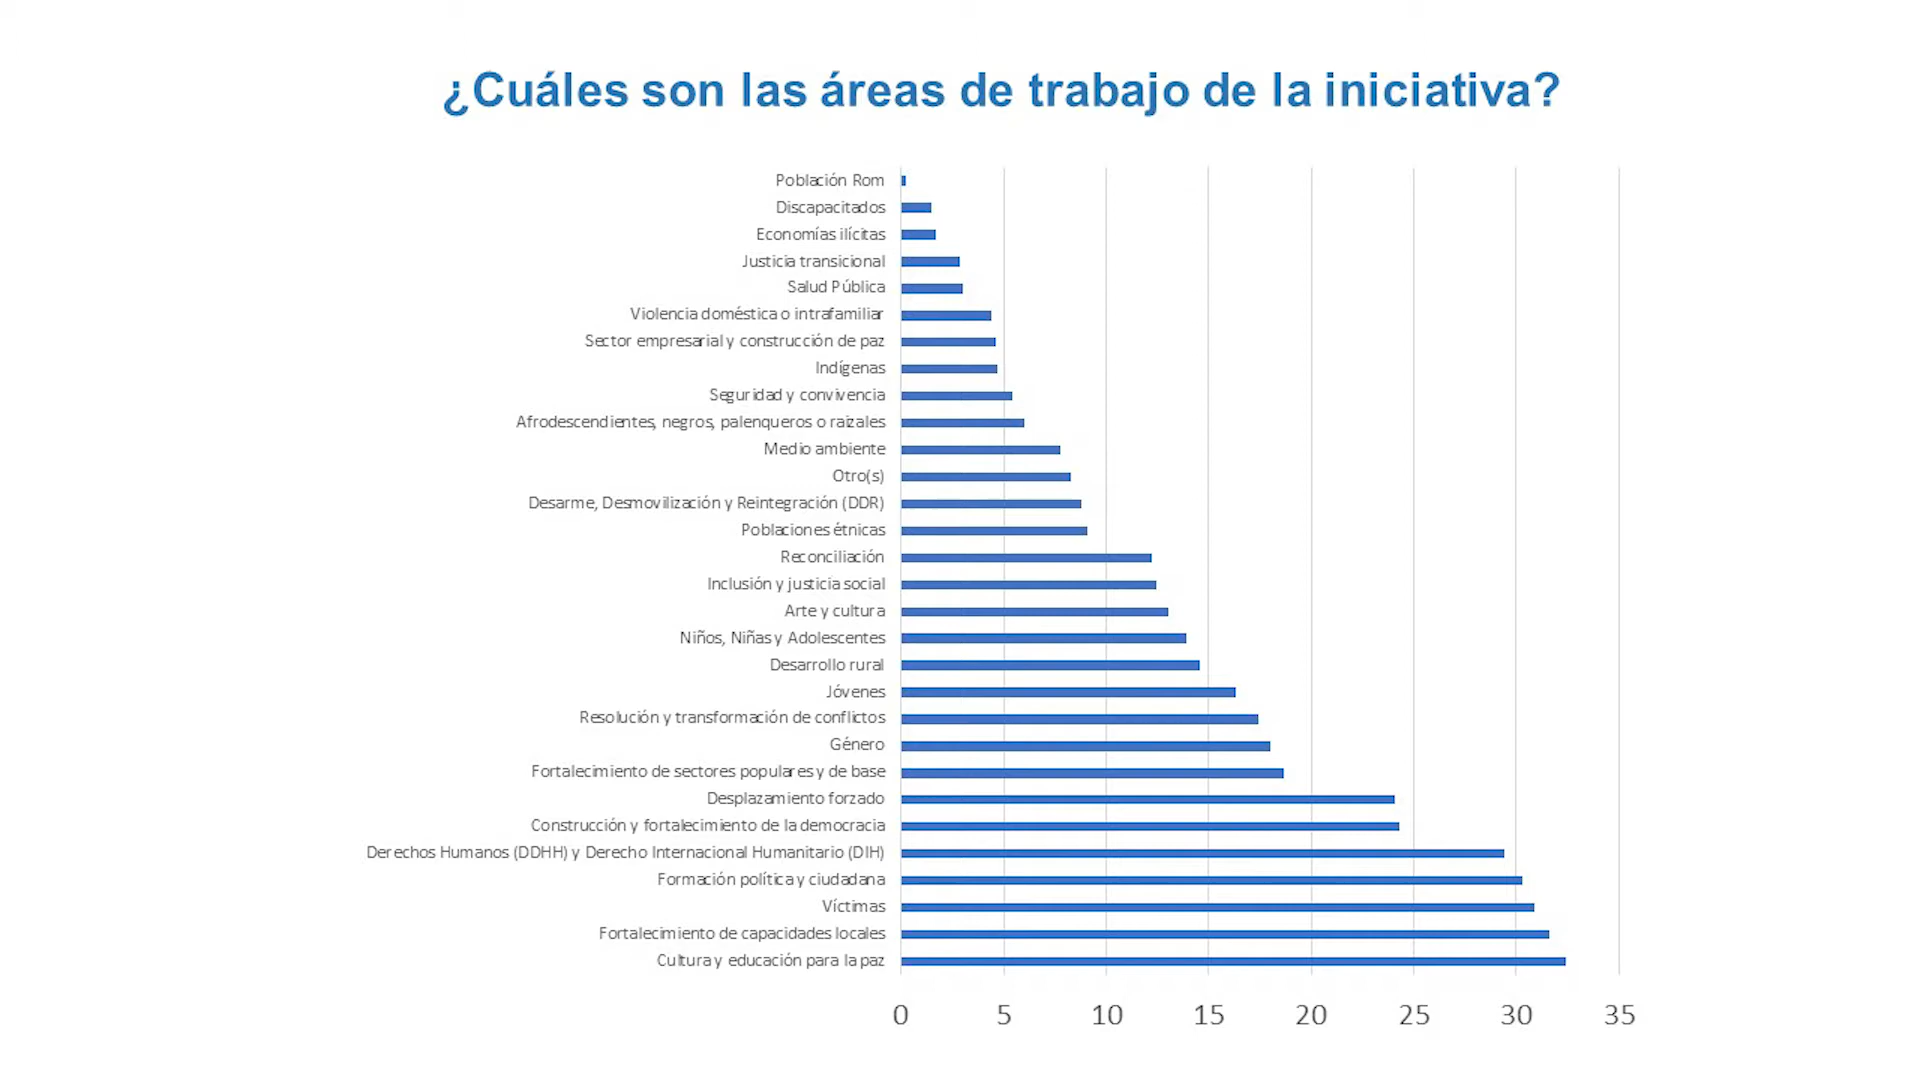 ¿Cuáles son las áreas de trabajo de la iniciativa?
Población Rom
Discapacitados
Economías ilícitas
Justicia transicional
Salud Pública
Violencia doméstica o intrafamiliar
Sector empresarial y construcción de paz
Indígenas
Seguridad y convivencia
Afrodescendientes, negros, palenqueros o raizales
Medio ambiente
Otro(s)
Desarme, Desmovilización y Reintegración (DDR)
Poblaciones étnicas
Reconciliación
Inclusión y justicia social
Arte y cultura
Niños, Niñas y Adolescentes
Desarrollo rural
Jóvenes
Resolución y transformación de conflictos
Género
Fortalecimiento de sectores populares y de base
Desplazamiento forzado
Construcción y fortalecimiento de la democracia
Derechos Humanos (DDHH) y Derecho Internacional Humanitario (DIH)
Formación política y ciudadana
Víctimas
Fortalecimiento de capacidades locales
Cultura y educación para la paz
0 5 10 15 20 25 30 35